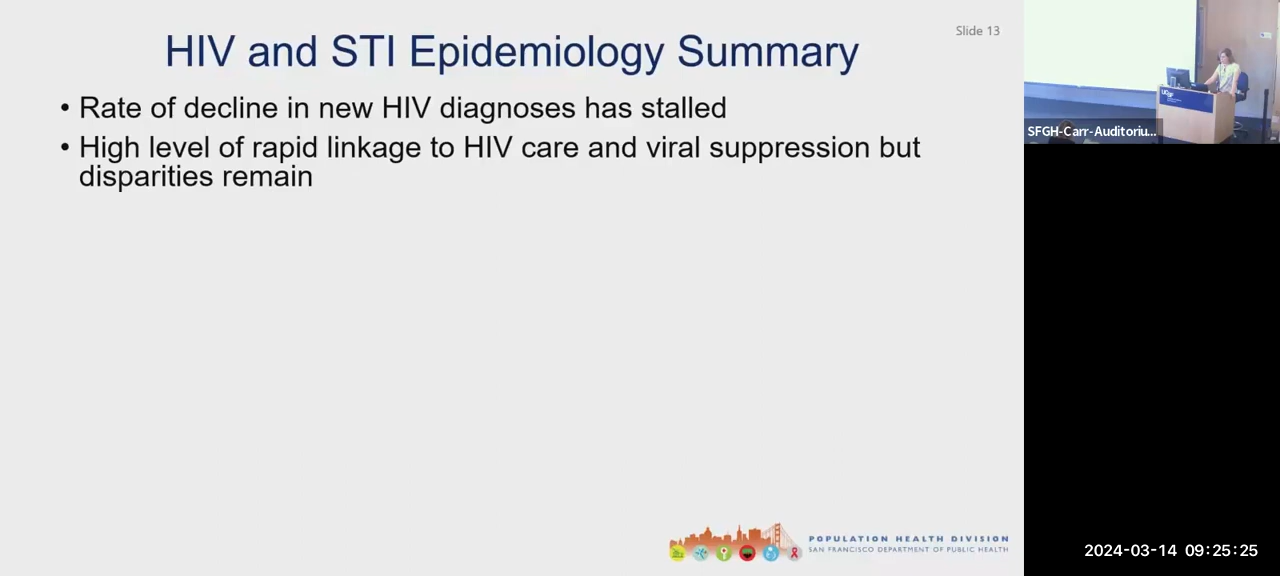 Slide 13
HIV and STI Epidemiology Summary
• Rate of decline in new HIV diagnoses has stalled
• High level of rapid linkage to HIV care and viral suppression but
disparities remain
POPULATION HEALTH DIVISION
SAN FRANCISCO DEPARTMENT OF PUBLIC HEALTH
UCSF
SFGH-Carr-Auditoriu...
2024-03-14 09:25:25